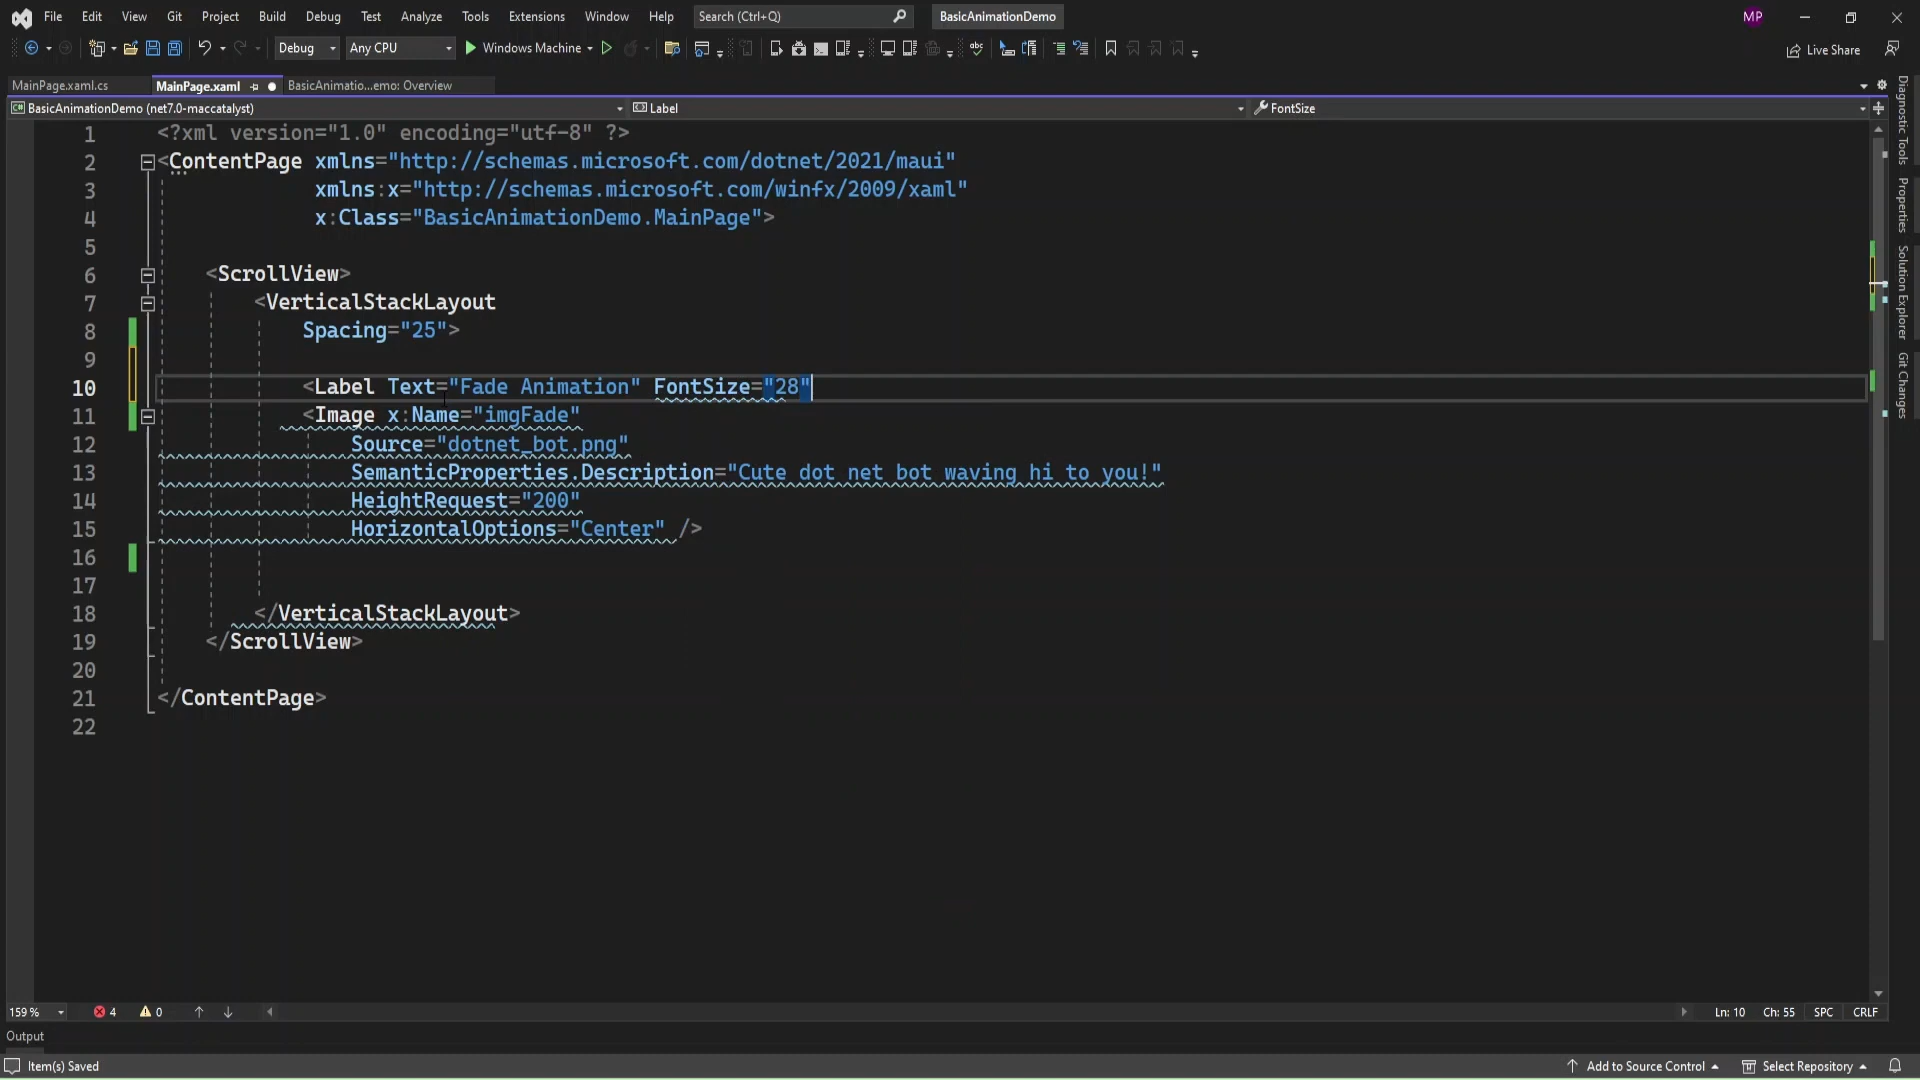 File Edit View Git Project Build Debug Test Analyze Tools Extensions Window Help Search (Ctrl+Q) BasicAnimationDemo MP
Debug Any CPU Windows Machine Live Share
MainPage.xaml.cs MainPage.xaml BasicAnimatio...emo: Overview
BasicAnimationDemo (net7.0-maccatalyst) Label FontSize
1 <?xml version="1.0" encoding="utf-8" ?>
2 <ContentPage xmlns="http://schemas.microsoft.com/dotnet/2021/maui"
3 xmlns:x="http://schemas.microsoft.com/winfx/2009/xaml"
4 x:Class="BasicAnimationDemo.MainPage">
5
6 <ScrollView>
7 <VerticalStackLayout
8 Spacing="25">
9
10 <Label Text="Fade Animation" FontSize="28"
11 <Image x:Name="imgFade"
12 Source="dotnet_bot.png"
13 SemanticProperties.Description="Cute dot net bot waving hi to you!"
14 HeightRequest="200"
15 HorizontalOptions="Center" />
16
17
18 </VerticalStackLayout>
19 </ScrollView>
20
21 </ContentPage>
22
Diagnostic Tools
Properties
Solution Explorer
Git Changes
159 % 4 0 Ln: 10 Ch: 55 SPC CRLF
Output
Item(s) Saved Add to Source Control Select Repository